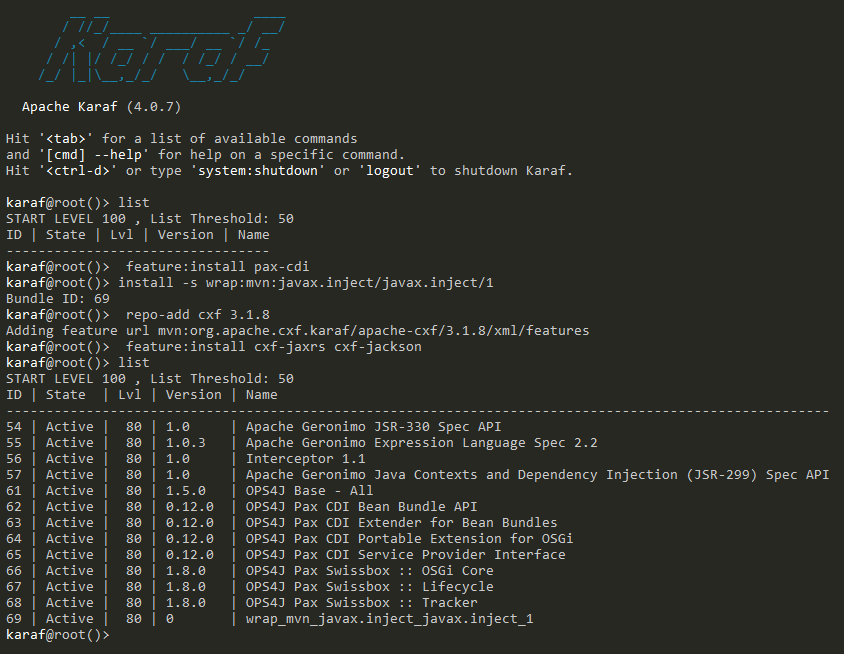 __ __                  ____
       / //_/____ __________ _/ __/
      / ,<  / __ `/ ___/ __ `/ /_
     / /| |/ /_/ / /  / /_/ / __/
    /_/ |_|\__,_/_/   \__,_/_/
  Apache Karaf (4.0.7)
Hit '<tab>' for a list of available commands
and '[cmd] --help' for help on a specific command.
Hit '<ctrl-d>' or type 'system:shutdown' or 'logout' to shutdown Karaf.
karaf@root()> list
START LEVEL 100 , List Threshold: 50
ID | State | Lvl | Version | Name
---------------------------------
karaf@root()>  feature:install pax-cdi
karaf@root()> install -s wrap:mvn:javax.inject/javax.inject/1
Bundle ID: 69
karaf@root()>  repo-add cxf 3.1.8
Adding feature url mvn:org.apache.cxf.karaf/apache-cxf/3.1.8/xml/features
karaf@root()>  feature:install cxf-jaxrs cxf-jackson
karaf@root()> list
START LEVEL 100 , List Threshold: 50
ID | State  | Lvl | Version | Name
-------------------------------------------------------------------------------------------------------
54 | Active |  80 | 1.0     | Apache Geronimo JSR-330 Spec API
55 | Active |  80 | 1.0.3   | Apache Geronimo Expression Language Spec 2.2
56 | Active |  80 | 1.0     | Interceptor 1.1
57 | Active |  80 | 1.0     | Apache Geronimo Java Contexts and Dependency Injection (JSR-299) Spec API
61 | Active |  80 | 1.5.0   | OPS4J Base - All
62 | Active |  80 | 0.12.0  | OPS4J Pax CDI Bean Bundle API
63 | Active |  80 | 0.12.0  | OPS4J Pax CDI Extender for Bean Bundles
64 | Active |  80 | 0.12.0  | OPS4J Pax CDI Portable Extension for OSGi
65 | Active |  80 | 0.12.0  | OPS4J Pax CDI Service Provider Interface
66 | Active |  80 | 1.8.0   | OPS4J Pax Swissbox :: OSGi Core
67 | Active |  80 | 1.8.0   | OPS4J Pax Swissbox :: Lifecycle
68 | Active |  80 | 1.8.0   | OPS4J Pax Swissbox :: Tracker
69 | Active |  80 | 0       | wrap_mvn_javax.inject_javax.inject_1
karaf@root()>